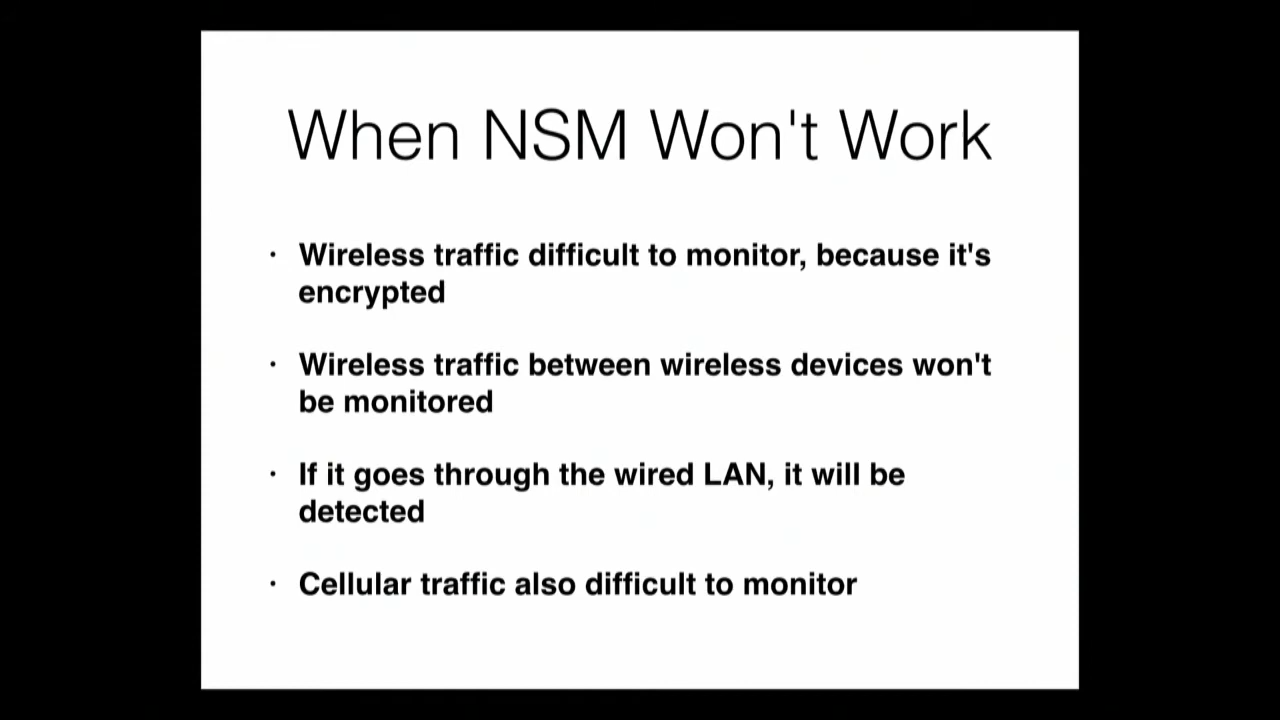 When NSM Won't Work
• Wireless traffic difficult to monitor, because it's
encrypted
• Wireless traffic between wireless devices won't
be monitored
• If it goes through the wired LAN, it will be
detected
• Cellular traffic also difficult to monitor